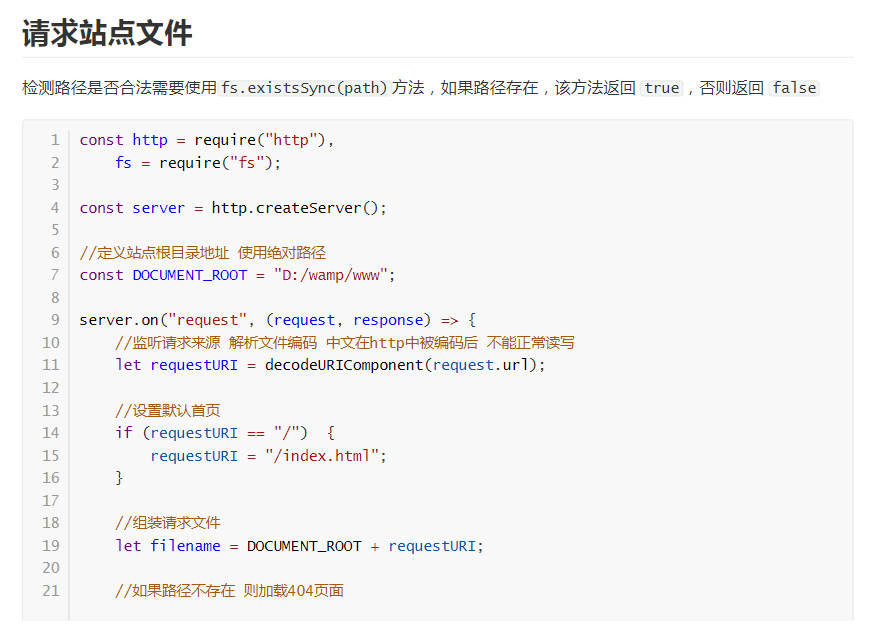 请求站点文件
检测路径是否合法需要使用fs.existsSync(path)方法，如果路径存在，该方法返回 true ，否则返回 false
1 const http = require("http"),
2     fs = require("fs");
3
4 const server = http.createServer();
5
6 //定义站点根目录地址 使用绝对路径
7 const DOCUMENT_ROOT = "D:/wamp/www";
8
9 server.on("request", (request, response) => {
10     //监听请求来源 解析文件编码 中文在http中被编码后 不能正常读写
11     let requestURI = decodeURIComponent(request.url);
12
13     //设置默认首页
14     if (requestURI == "/")  {
15         requestURI = "/index.html";
16     }
17
18     //组装请求文件
19     let filename = DOCUMENT_ROOT + requestURI;
20
21     //如果路径不存在 则加载404页面